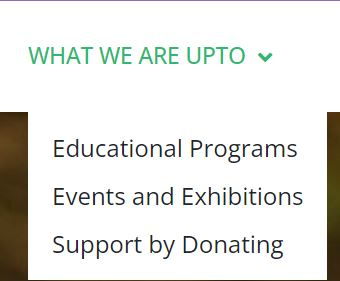 WHAT WE ARE UPTO
Educational Programs
Events and Exhibitions
Support by Donating